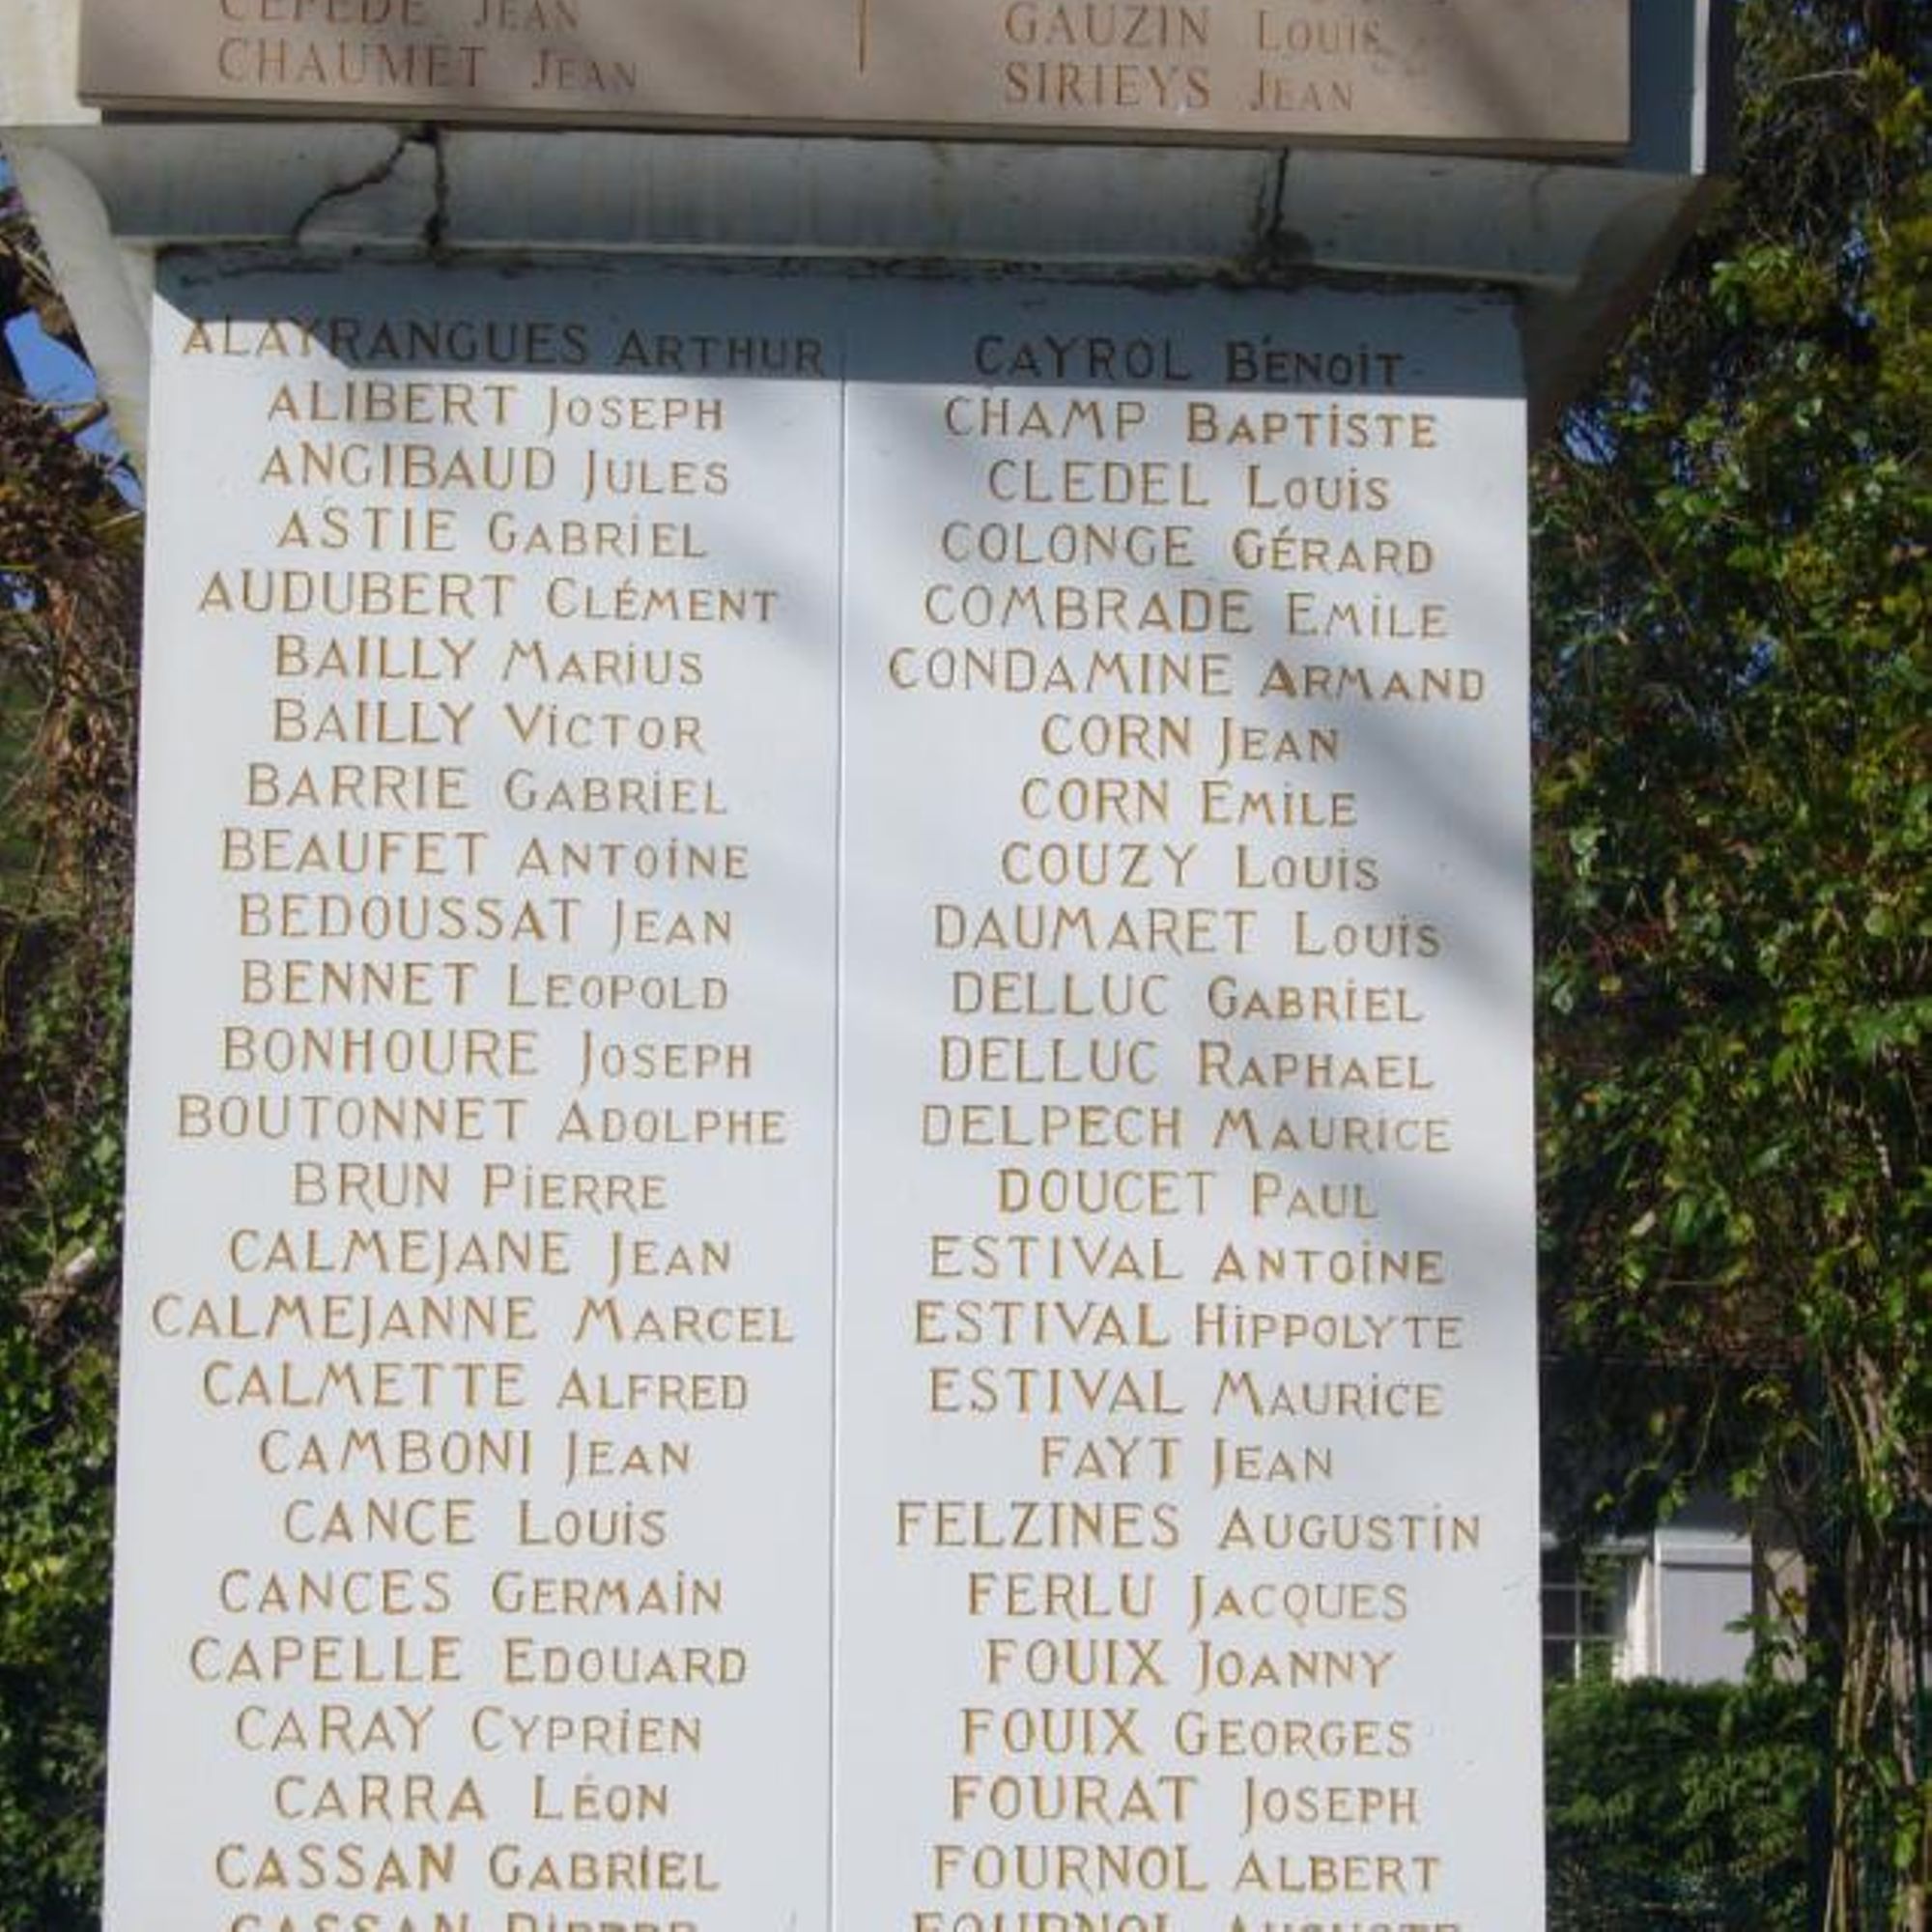 CEPEDE JEAN
CHAUMET JEAN
GAUZIN LOUIS
SIRIEYS JEAN
ALAYRANGUES ARTHUR
ALIBERT JOSEPH
ANGIBAUD JULES
ASTIE GABRIEL
AUDUBERT CLÉMENT
BAILLY MARIUS
BAILLY VICTOR
BARRIE GABRIEL
BEAUFET ANTOINE
BEDOUSSAT JEAN
BENNET LEOPOLD
BONHOURE JOSEPH
BOUTONNET ADOLPHE
BRUN PIERRE
CALMEJANE JEAN
CALMEJANNE MARCEL
CALMETTE ALFRED
CAMBONI JEAN
CANCE LOUIS
CANCES GERMAIN
CAPELLE EDOUARD
CARAY CYPRIEN
CARRA LÉON
CASSAN GABRIEL
CASSAN PIERRE
CAYROL BÉNOIT
CHAMP BAPTISTE
CLEDEL LOUIS
COLONGE GÉRARD
COMBRADE EMILE
CONDAMINE ARMAND
CORN JEAN
CORN EMILE
COUZY LOUIS
DAUMARET LOUIS
DELLUC GABRIEL
DELLUC RAPHAEL
DELPECH MAURICE
DOUCET PAUL
ESTIVAL ANTOINE
ESTIVAL HIPPOLYTE
ESTIVAL MAURICE
FAYT JEAN
FELZINES AUGUSTIN
FERLU JACQUES
FOUIX JOANNY
FOUIX GEORGES
FOURAT JOSEPH
FOURNOL ALBERT
FOURNOL AUGUSTE